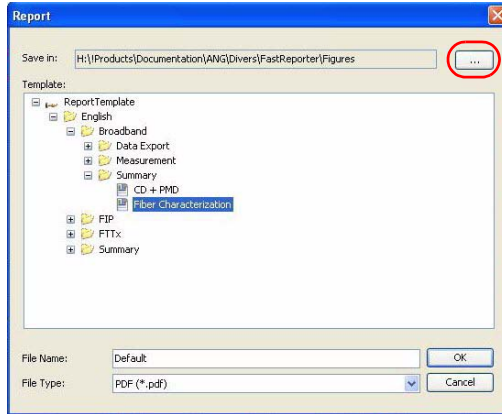 Report
Save in: H:\!Products\Documentation\ANG\Divers\FastReporter\Figures ...
Template:
ReportTemplate
English
Broadband
Data Export
Measurement
Summary
CD + PMD
Fiber Characterization
FIP
FTTx
Summary
File Name: Default OK
File Type: PDF (*.pdf) Cancel